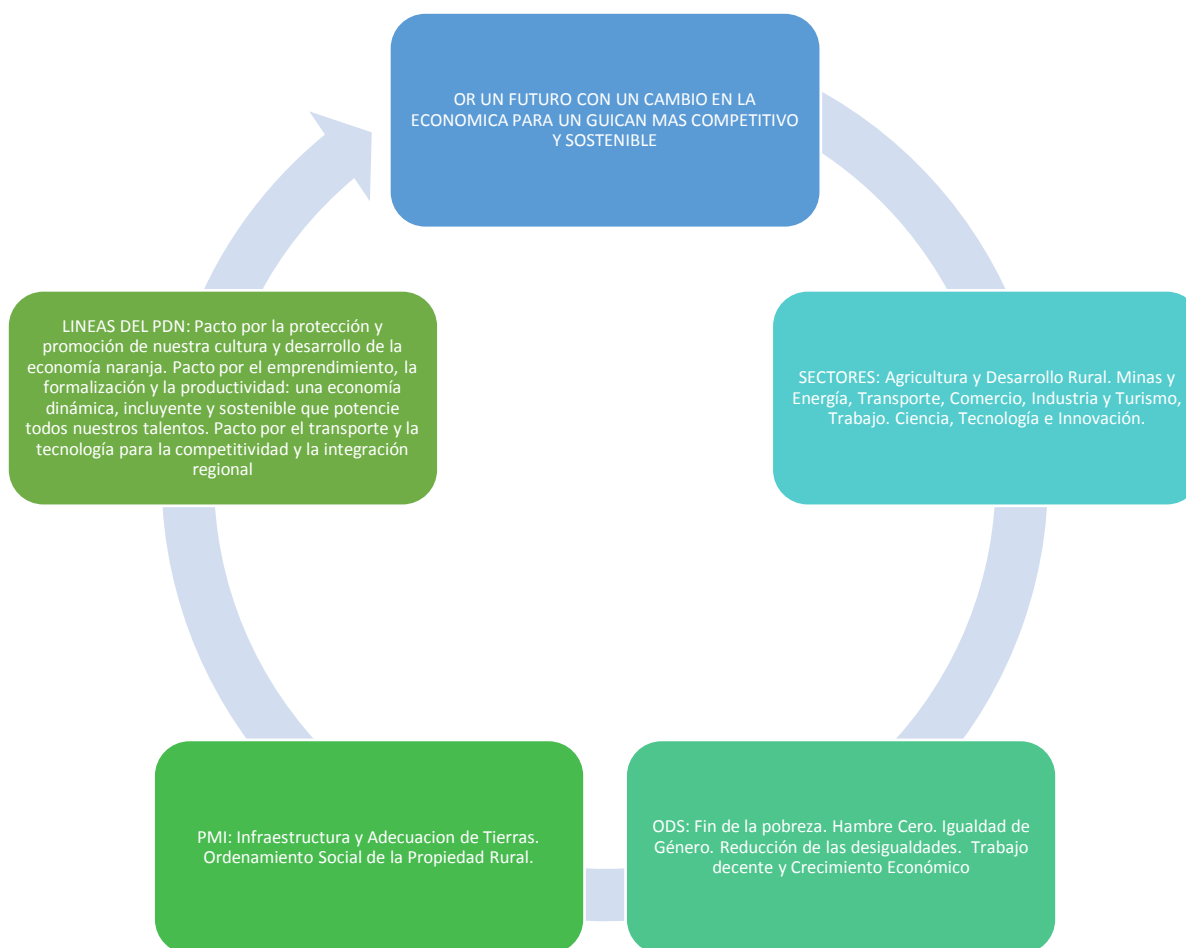 OR UN FUTURO CON UN CAMBIO EN LA
ECONOMICA PARA UN GUICAN MAS COMPETITIVO
Y SOSTENIBLE
SECTORES: Agricultura y Desarrollo Rural. Minas y
Energía, Transporte, Comercio, Industria y Turismo,
Trabajo. Ciencia, Tecnología e Innovación.
ODS: Fin de la pobreza. Hambre Cero. Igualdad de
Género. Reducción de las desigualdades.  Trabajo
decente y Crecimiento Económico
PMI: Infraestructura y Adecuacion de Tierras.
Ordenamiento Social de la Propiedad Rural.
LINEAS DEL PDN: Pacto por la protección y
promoción de nuestra cultura y desarrollo de la
economía naranja. Pacto por el emprendimiento, la
formalización y la productividad: una economía
dinámica, incluyente y sostenible que potencie
todos nuestros talentos. Pacto por el transporte y la
tecnología para la competitividad y la integración
regional